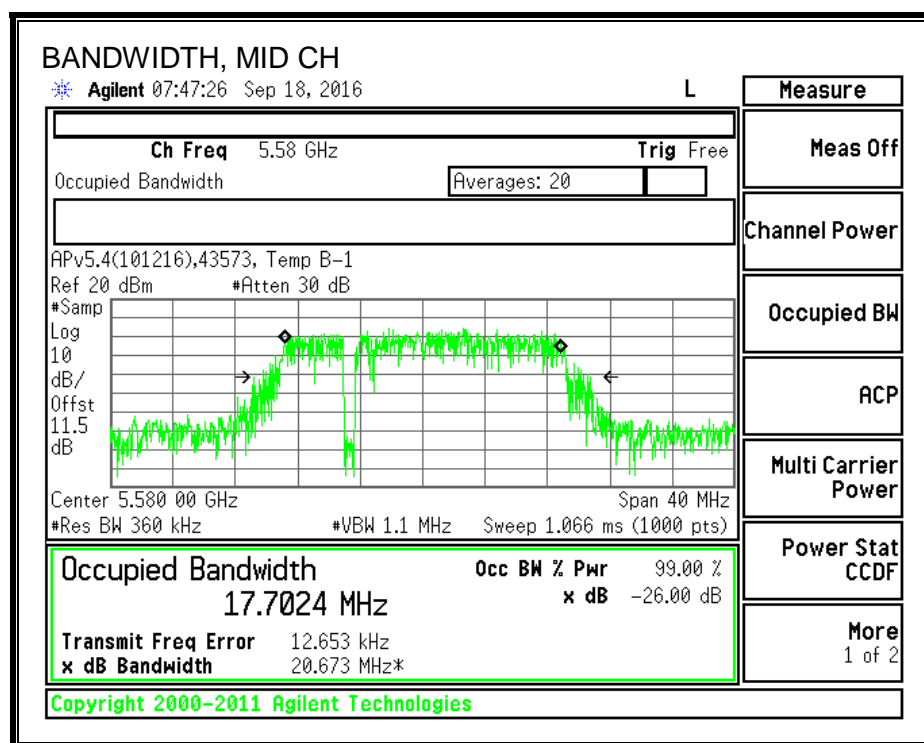 BANDWIDTH, MID CH
Agilent 07:47:26 Sep 18, 2016 L
Ch Freq 5.58 GHz Trig Free
Occupied Bandwidth Averages: 20
APv5.4(101216),43573, Temp B-1
Ref 20 dBm #Atten 30 dB
#Samp
Log
10
dB/
Offst
11.5
dB
Center 5.580 00 GHz Span 40 MHz
#Res BW 360 kHz #VBW 1.1 MHz Sweep 1.066 ms (1000 pts)
Occupied Bandwidth Occ BW % Pwr 99.00 %
17.7024 MHz x dB -26.00 dB
Transmit Freq Error 12.653 kHz
x dB Bandwidth 20.673 MHz*
Copyright 2000-2011 Agilent Technologies
Measure
Meas Off
Channel Power
Occupied BW
ACP
Multi Carrier
Power
Power Stat
CCDF
More
1 of 2